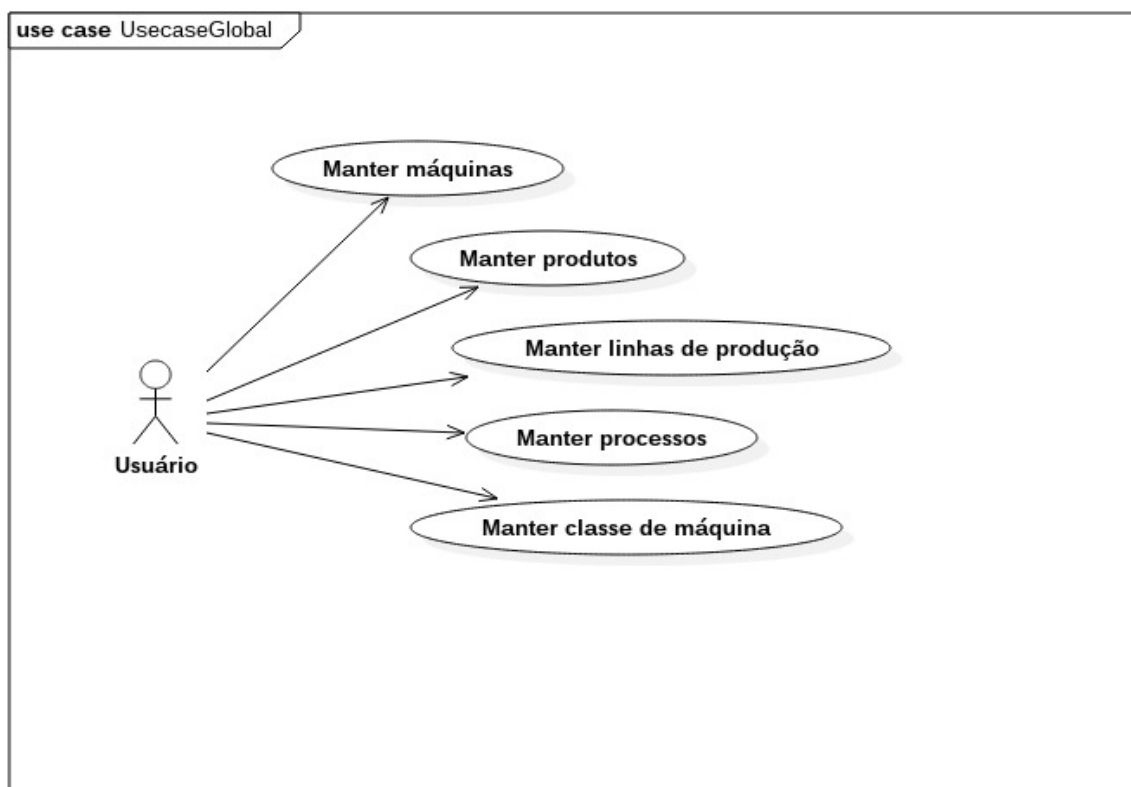 use case UsecaseGlobal
Manter máquinas
Manter produtos
Manter linhas de produção
Manter processos
Usuário
Manter classe de máquina